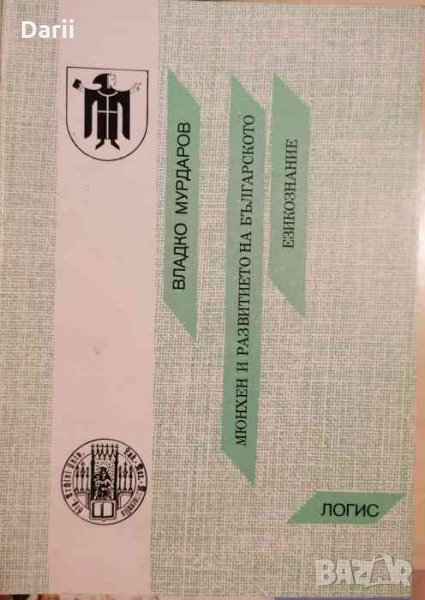 Darii
ВЛАДКО МУРДАРОВ
МЮНХЕН И РАЗВИТИЕТО НА БЪЛГАРСКОТО
ЕЗИКОЗНАНИЕ
ЛОГИС
BAZAR